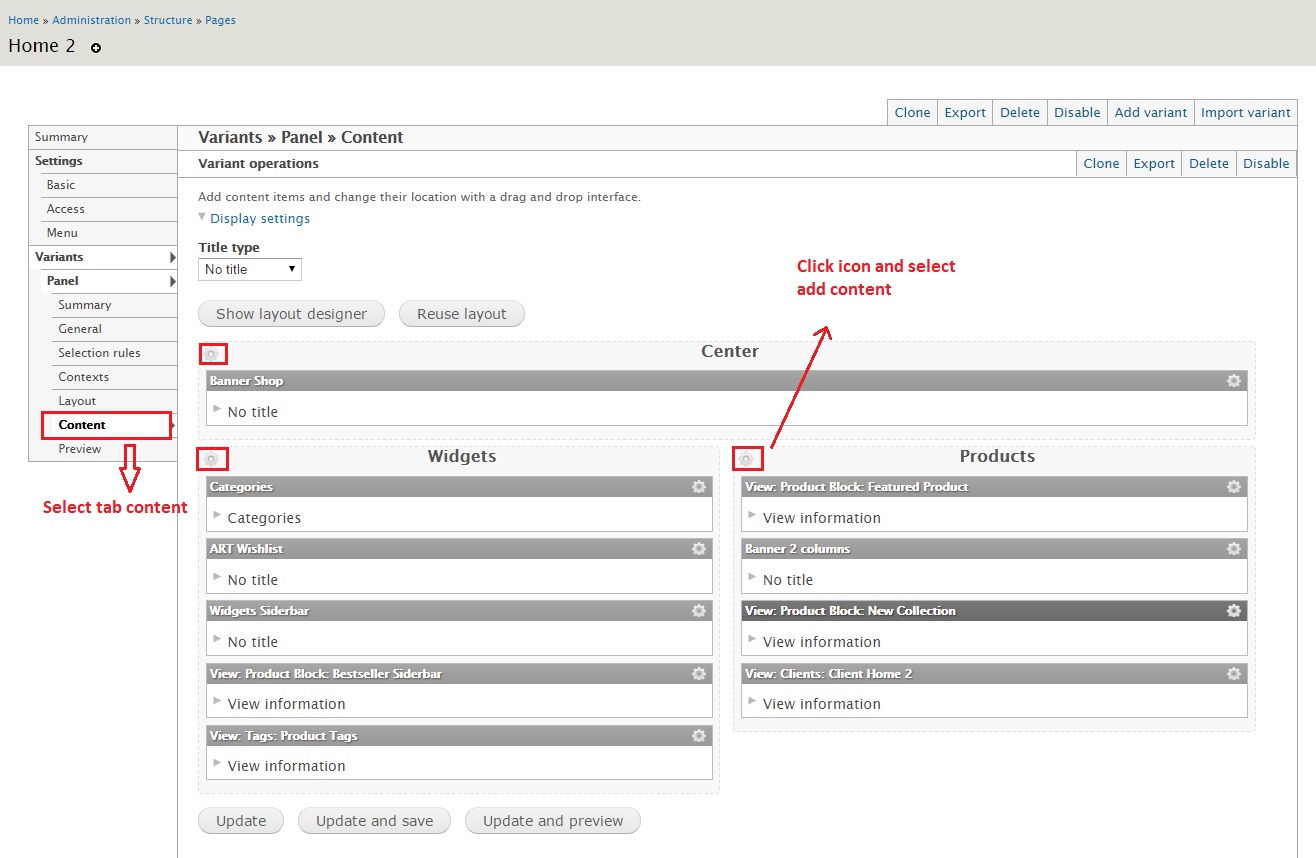 Home » Administration » Structure » Pages
Home 2
Clone Export Delete Disable Add variant Import variant
Summary
Settings
Basic
Access
Menu
Variants
Panel
Summary
General
Selection rules
Contexts
Layout
Content
Preview
Select tab content
Variants » Panel » Content
Variant operations
Clone Export Delete Disable
Add content items and change their location with a drag and drop interface.
Display settings
Title type
No title
Click icon and select
add content
Show layout designer Reuse layout
Center
Banner Shop
No title
Widgets
Categories
Categories
ART Wishlist
No title
Widgets Siderbar
No title
View: Product Block: Bestseller Siderbar
View information
View: Tags: Product Tags
View information
Products
View: Product Block: Featured Product
View information
Banner 2 columns
No title
View: Product Block: New Collection
View information
View: Clients: Client Home 2
View information
Update Update and save Update and preview